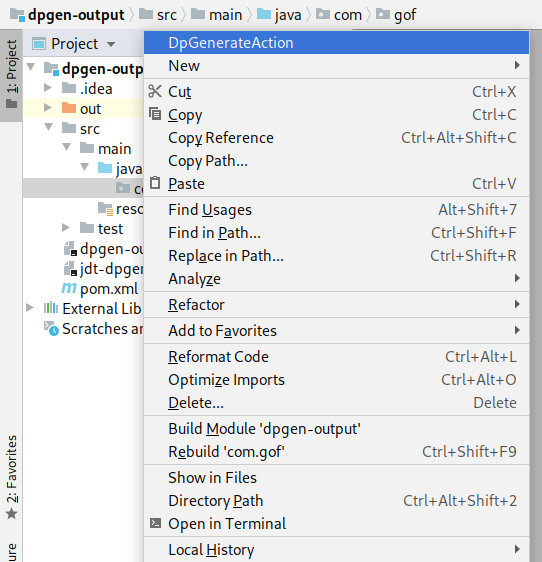 dpgen-output src main java com gof
1: Project
Project
DpGenerateAction
New
Cut Ctrl+X
Copy Ctrl+C
Copy Reference Ctrl+Alt+Shift+C
Copy Path...
Paste Ctrl+V
Find Usages Alt+Shift+7
Find in Path... Ctrl+Shift+F
Replace in Path... Ctrl+Shift+R
Analyze
Refactor
Add to Favorites
Reformat Code Ctrl+Alt+L
Optimize Imports Ctrl+Alt+O
Delete... Delete
Build Module 'dpgen-output'
Rebuild 'com.gof' Ctrl+Shift+F9
Show in Files
Directory Path Ctrl+Alt+Shift+2
Open in Terminal
Local History
dpgen-outp
.idea
out
src
main
java
co
reso
test
dpgen-ou
jdt-dpge
pom.xml
External Lib
Scratches an
2: Favorites
ure